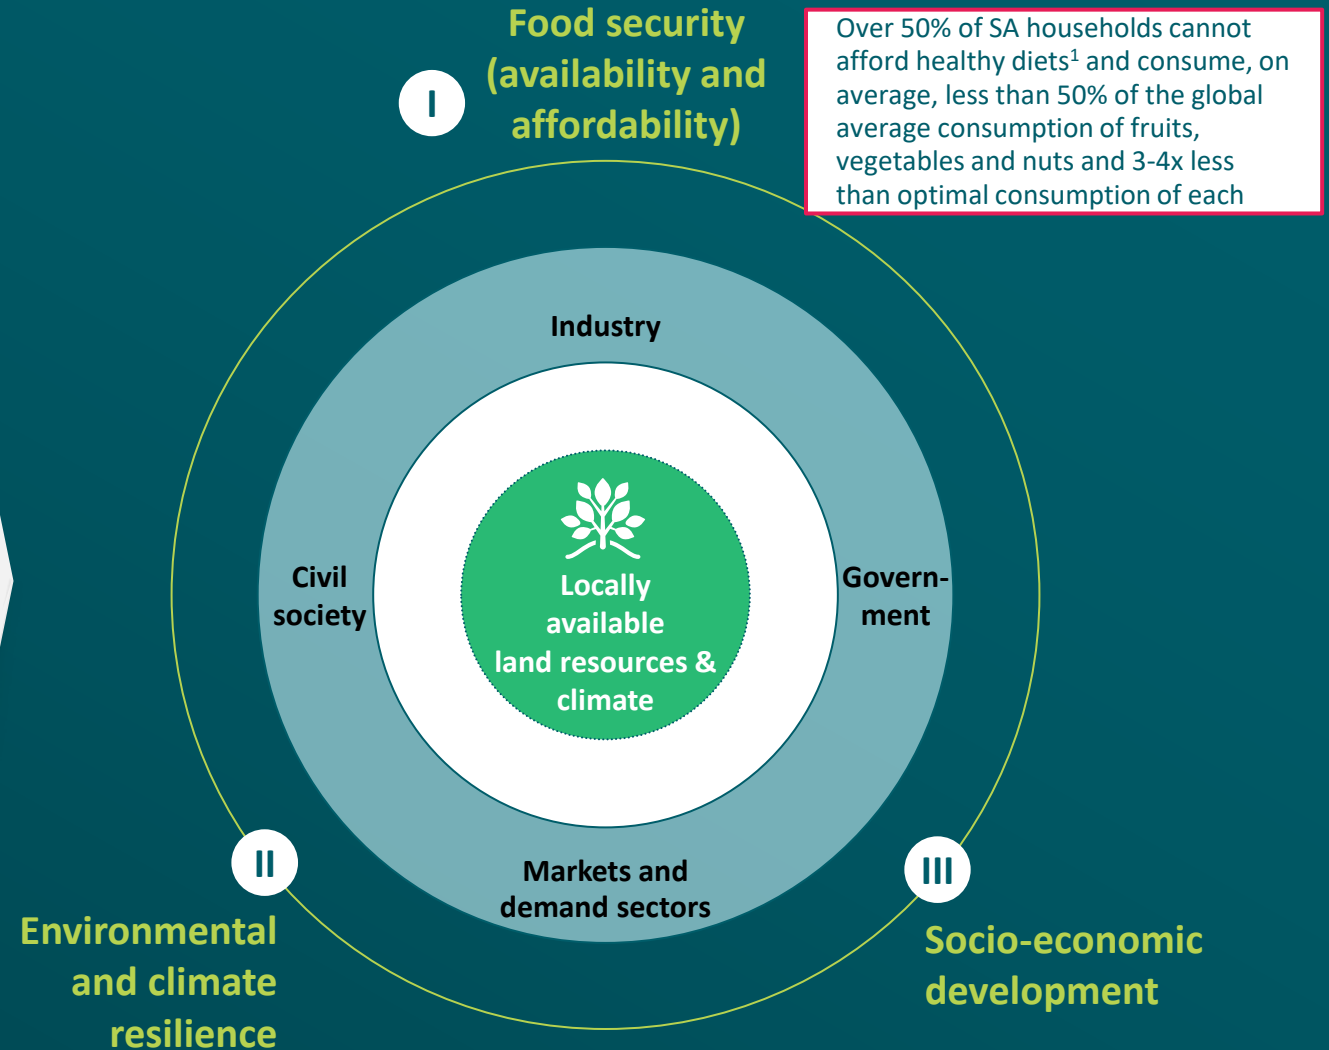 Food security
(availability and
affordability)
I
Over 50% of SA households cannot
afford healthy diets¹ and consume, on
average, less than 50% of the global
average consumption of fruits,
vegetables and nuts and 3-4x less
than optimal consumption of each
Industry
Civil
society
Locally
available
land resources &
climate
Govern-
ment
Markets and
demand sectors
II
Environmental
and climate
resilience
III
Socio-economic
development